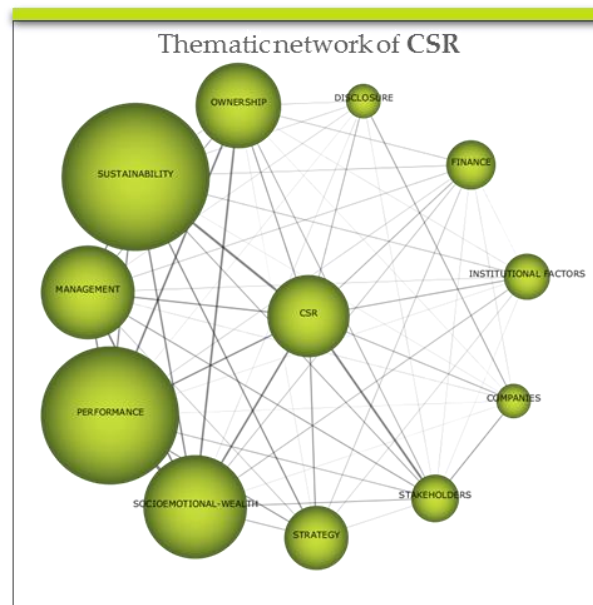 Thematic network of CSR
OWNERSHIP
DISCLOSURE
SUSTAINABILITY
FINANCE
INSTITUTIONAL FACTORS
MANAGEMENT
CSR
COMPANIES
PERFORMANCE
STAKEHOLDERS
SOCIOEMOTIONAL-WEALTH
STRATEGY